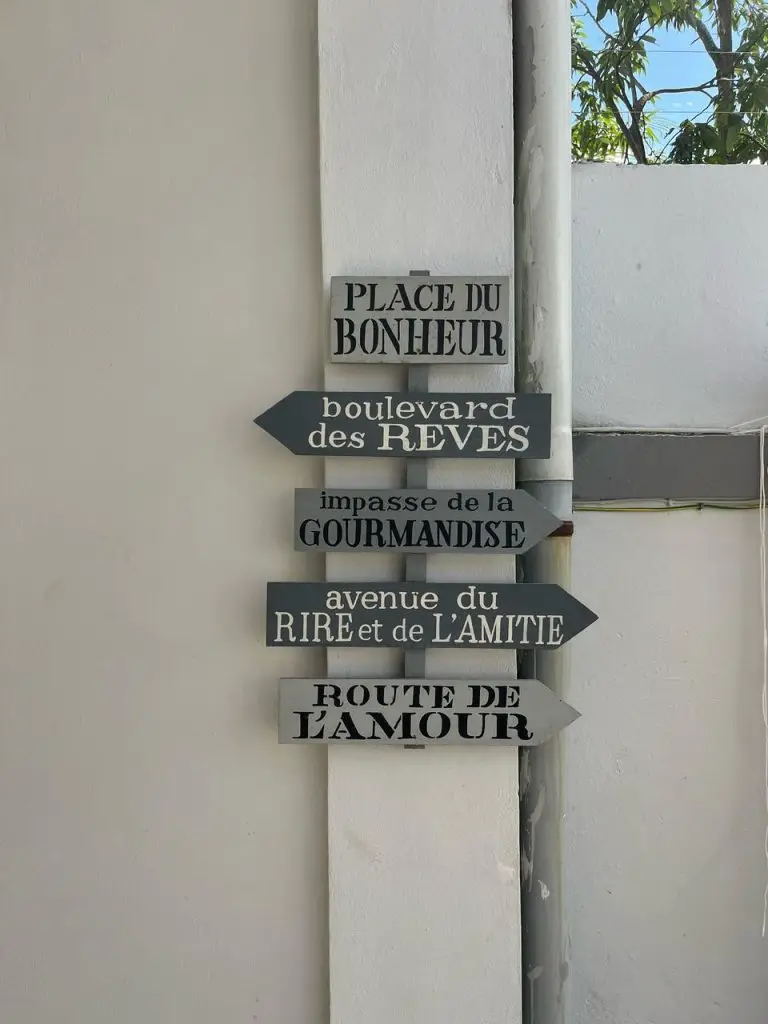 PLACE DU
BONHEUR
boulevard
des REVES
impasse de la
GOURMANDISE
avenue du
RIRE et de L'AMITIE
ROUTE DE
L'AMOUR